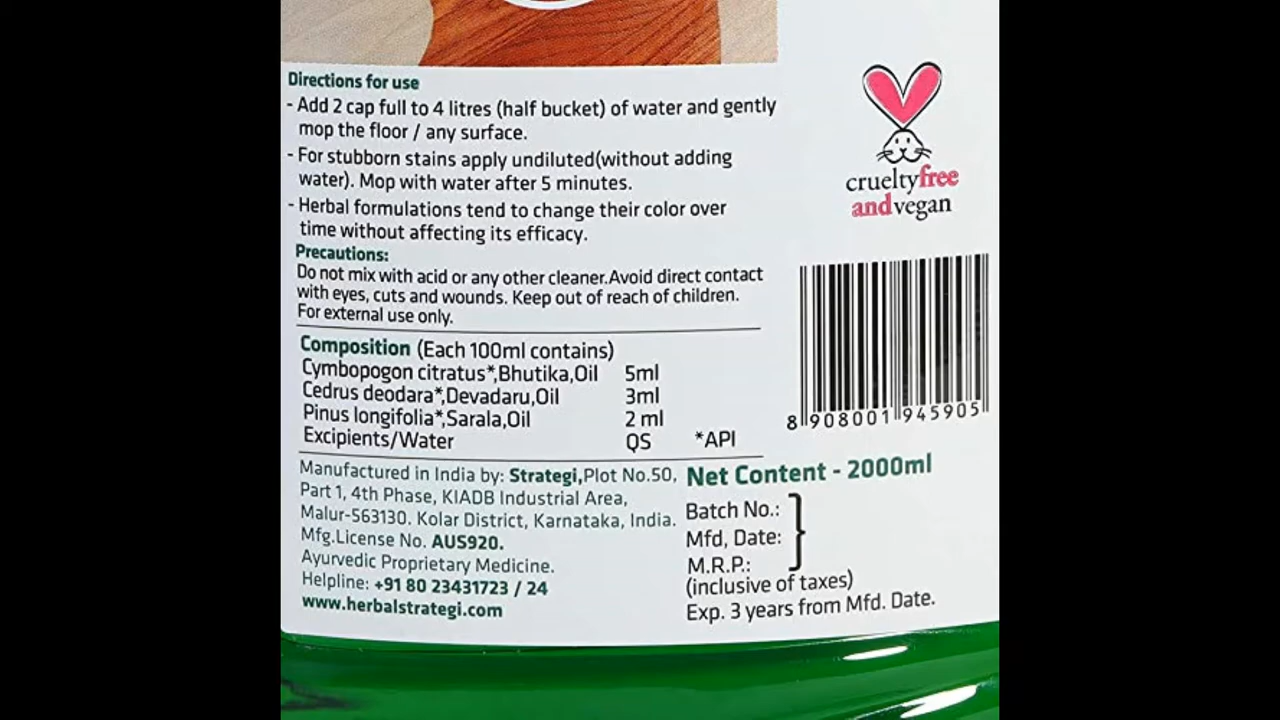 Directions for use
- Add 2 cap full to 4 litres (half bucket) of water and gently
mop the floor / any surface.
- For stubborn stains apply undiluted(without adding
water). Mop with water after 5 minutes.
- Herbal formulations tend to change their color over
time without affecting its efficacy.
Precautions:
Do not mix with acid or any other cleaner.Avoid direct contact
with eyes, cuts and wounds. Keep out of reach of children.
For external use only.
Composition (Each 100ml contains)
Cymbopogon citratus*,Bhutika,Oil 5ml
Cedrus deodara*,Devadaru,Oil 3ml
Pinus longifolia*,Sarala,Oil 2 ml
Excipients/Water QS *API
Manufactured in India by: Strategi,Plot No.50,
Part 1, 4th Phase, KIADB Industrial Area,
Malur-563130. Kolar District, Karnataka, India.
Mfg.License No. AUS920.
Ayurvedic Proprietary Medicine.
Helpline: +91 80 23431723 / 24
www.herbalstrategi.com
crueltyfree
andvegan
8 908001 945905
Net Content - 2000ml
Batch No.:
Mfd, Date:
M.R.P.:
(inclusive of taxes)
Exp. 3 years from Mfd. Date.